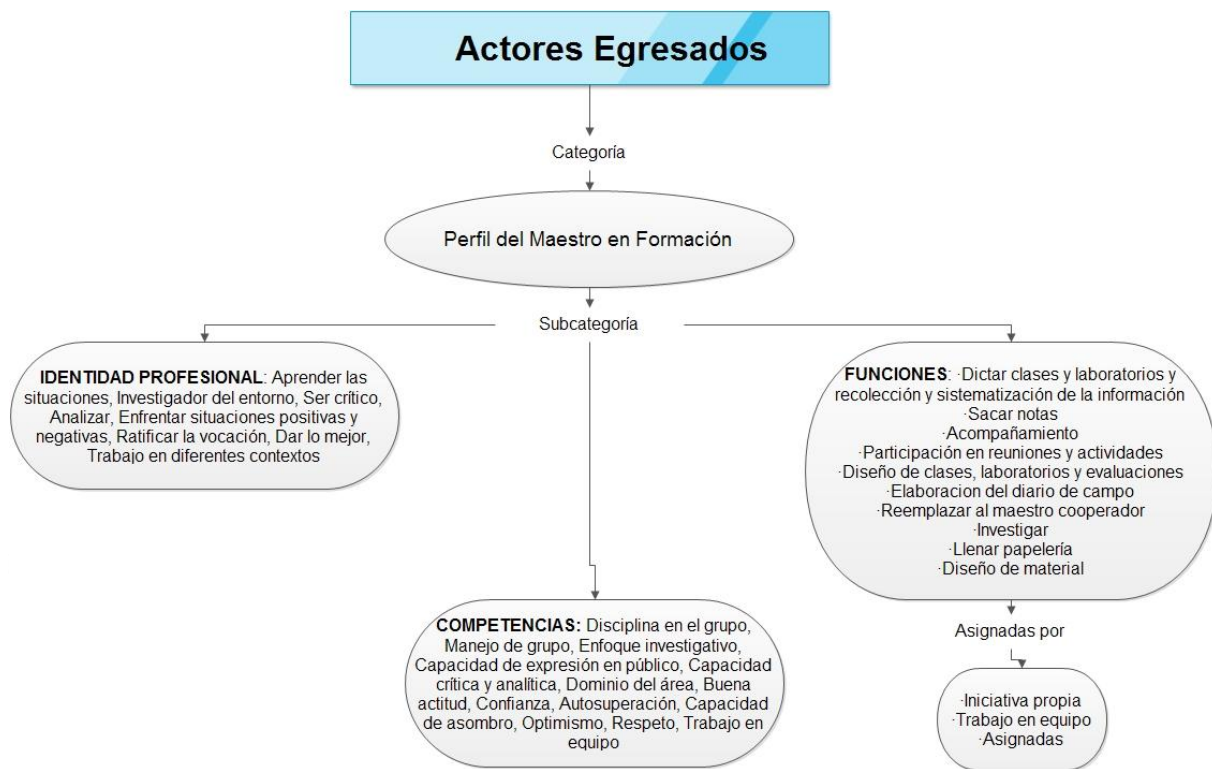 Actores Egresados
Categoría
Perfil del Maestro en Formación
Subcategoría
IDENTIDAD PROFESIONAL: Aprender las
situaciones, Investigador del entorno, Ser crítico,
Analizar, Enfrentar situaciones positivas y
negativas, Ratificar la vocación, Dar lo mejor,
Trabajo en diferentes contextos
FUNCIONES: ·Dictar clases y laboratorios y
recolección y sistematización de la información
·Sacar notas
·Acompañamiento
·Participación en reuniones y actividades
·Diseño de clases, laboratorios y evaluaciones
·Elaboracion del diario de campo
·Reemplazar al maestro cooperador
·Investigar
·Llenar papelería
·Diseño de material
COMPETENCIAS: Disciplina en el grupo,
Manejo de grupo, Enfoque investigativo,
Capacidad de expresión en público, Capacidad
crítica y analítica, Dominio del área, Buena
actitud, Confianza, Autosuperación, Capacidad
de asombro, Optimismo, Respeto, Trabajo en
equipo
Asignadas por
·Iniciativa propia
·Trabajo en equipo
·Asignadas